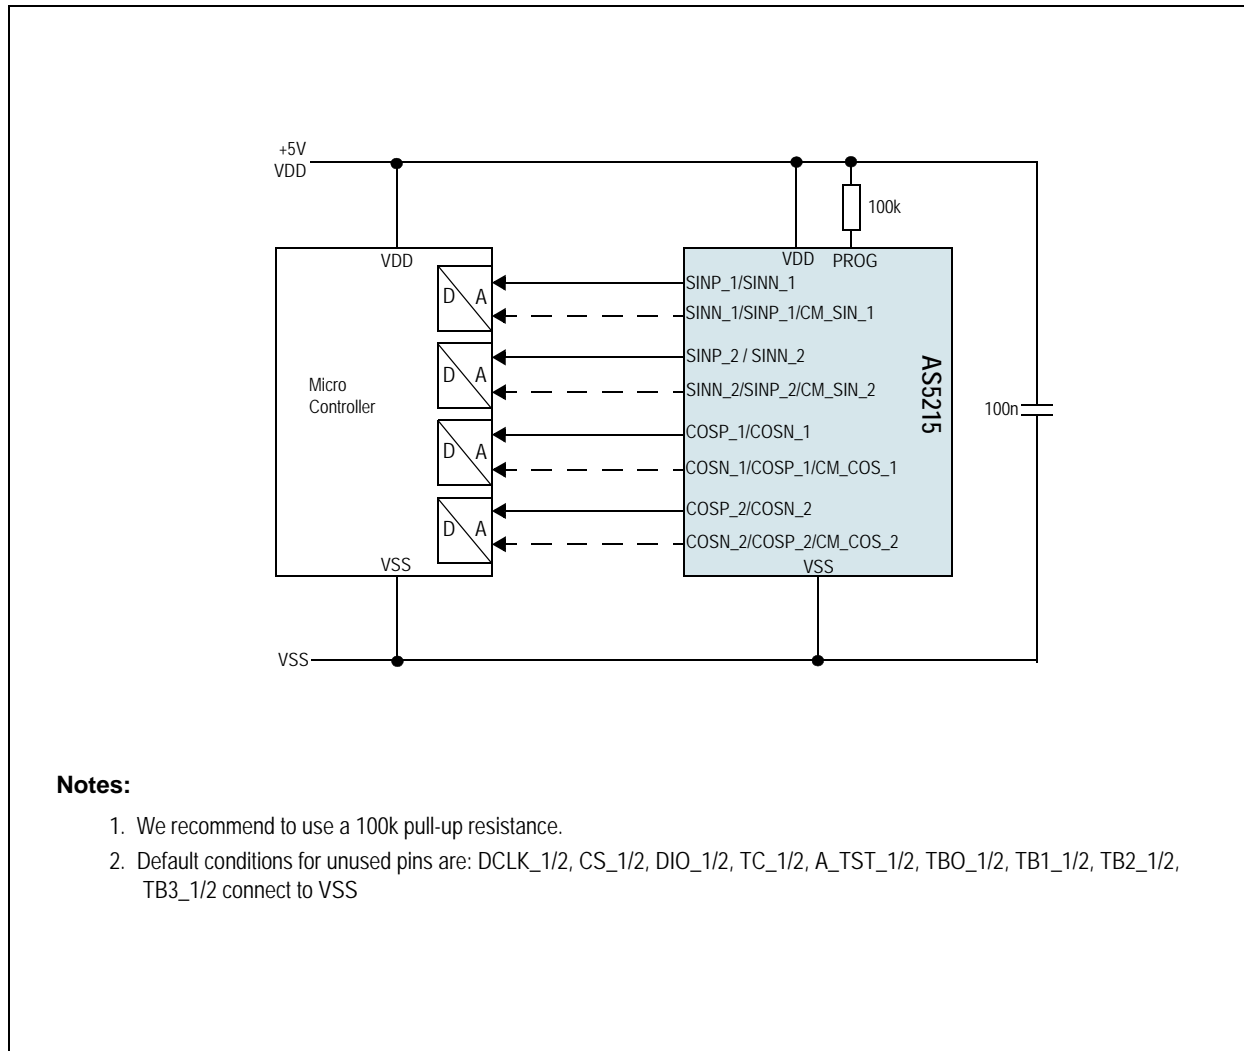 +5V
VDD
100k
VDD
VDD PROG
D A
SINP_1/SINN_1
SINN_1/SINP_1/CM_SIN_1
D A
SINP_2 / SINN_2
SINN_2/SINP_2/CM_SIN_2
Micro
Controller
AS5215
100n
D A
COSP_1/COSN_1
COSN_1/COSP_1/CM_COS_1
D A
COSP_2/COSN_2
COSN_2/COSP_2/CM_COS_2
VSS
VSS
VSS
Notes:
1. We recommend to use a 100k pull-up resistance.
2. Default conditions for unused pins are: DCLK_1/2, CS_1/2, DIO_1/2, TC_1/2, A_TST_1/2, TBO_1/2, TB1_1/2, TB2_1/2,
TB3_1/2 connect to VSS